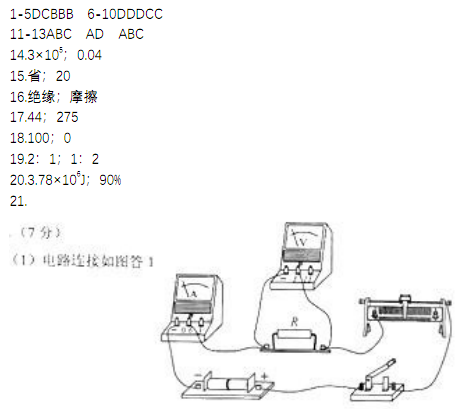 1-5DCBBB 6-10DDDCC
11-13ABC AD ABC
14.3×10⁵；0.04
15.省；20
16.绝缘；摩擦
17.44；275
18.100；0
19.2：1；1：2
20.3.78×10⁶J；90%
21.
.（7 分）
（1）电路连接如图答 1
V
A
R
− +